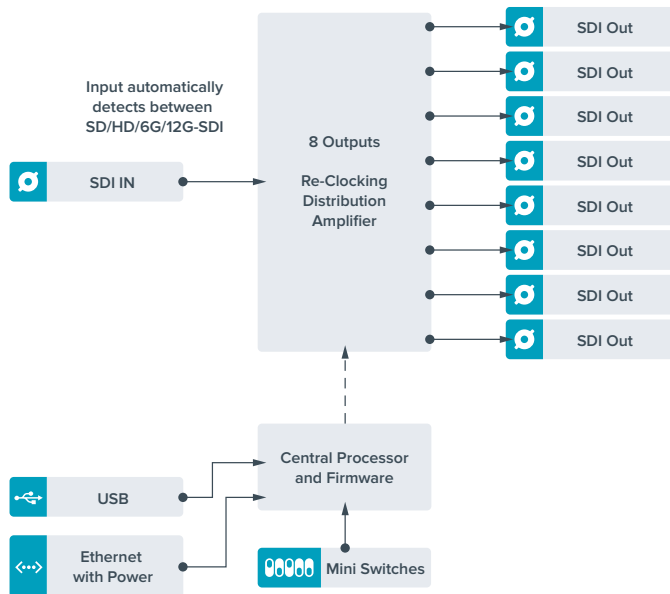 SDI Out
SDI Out
Input automatically
detects between
SD/HD/6G/12G-SDI
SDI Out
8 Outputs
SDI Out
SDI IN
Re-Clocking
Distribution
Amplifier
SDI Out
SDI Out
SDI Out
SDI Out
Central Processor
and Firmware
USB
Ethernet
with Power
Mini Switches